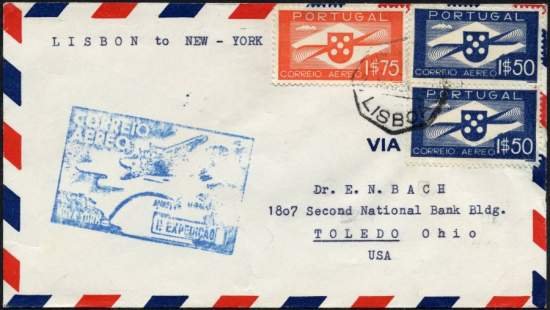 LISBON to NEW-YORK
PORTUGAL
CORREIO AEREO 1$75
PORTUGAL
CORREIO AEREO 1$50
PORTUGAL
CORREIO AEREO 1$50
LISBO
CORREIO
AEREO
EXPEDIÇÃO
VIA
Dr. E. N. BACH
1807 Second National Bank Bldg.
TOLEDO Ohio
USA